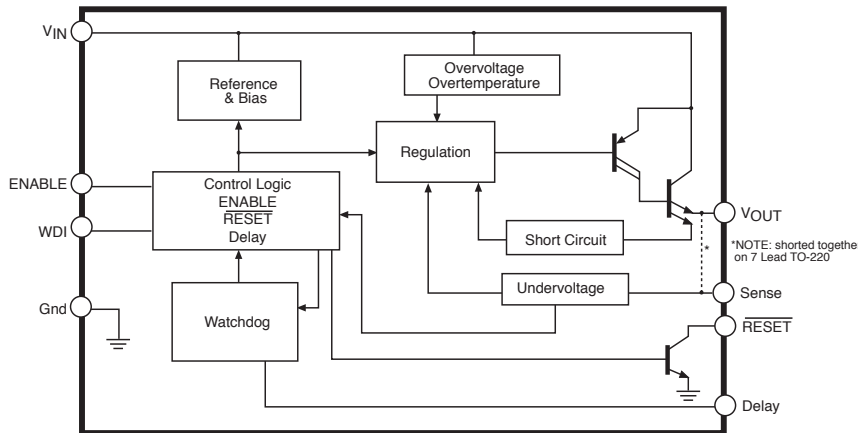 VIN
Overvoltage
Overtemperature
Reference
& Bias
Regulation
ENABLE
Control Logic
ENABLE
RESET
Delay
WDI
VOUT
Short Circuit
*
*NOTE: shorted togethe
on 7 Lead TO-220
Undervoltage
Sense
Gnd
Watchdog
RESET
Delay